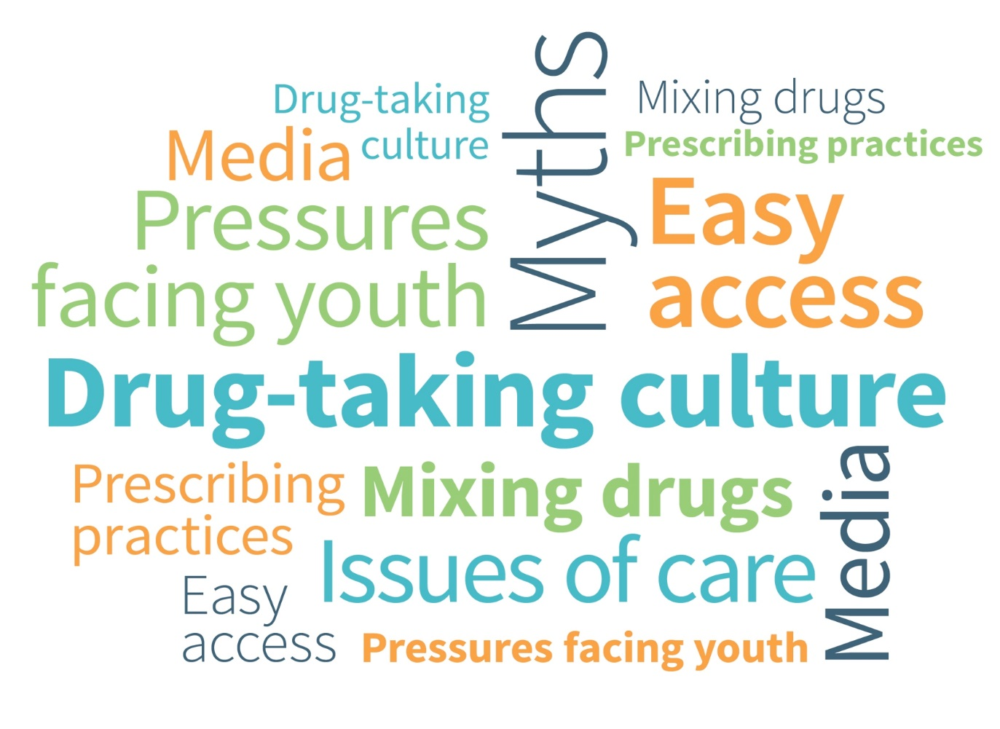 Drug-taking
culture
Media
Pressures
facing youth
Myths
Mixing drugs
Prescribing practices
Easy
access
Drug-taking culture
Prescribing
practices
Mixing drugs
Issues of care
Media
Easy
access
Pressures facing youth